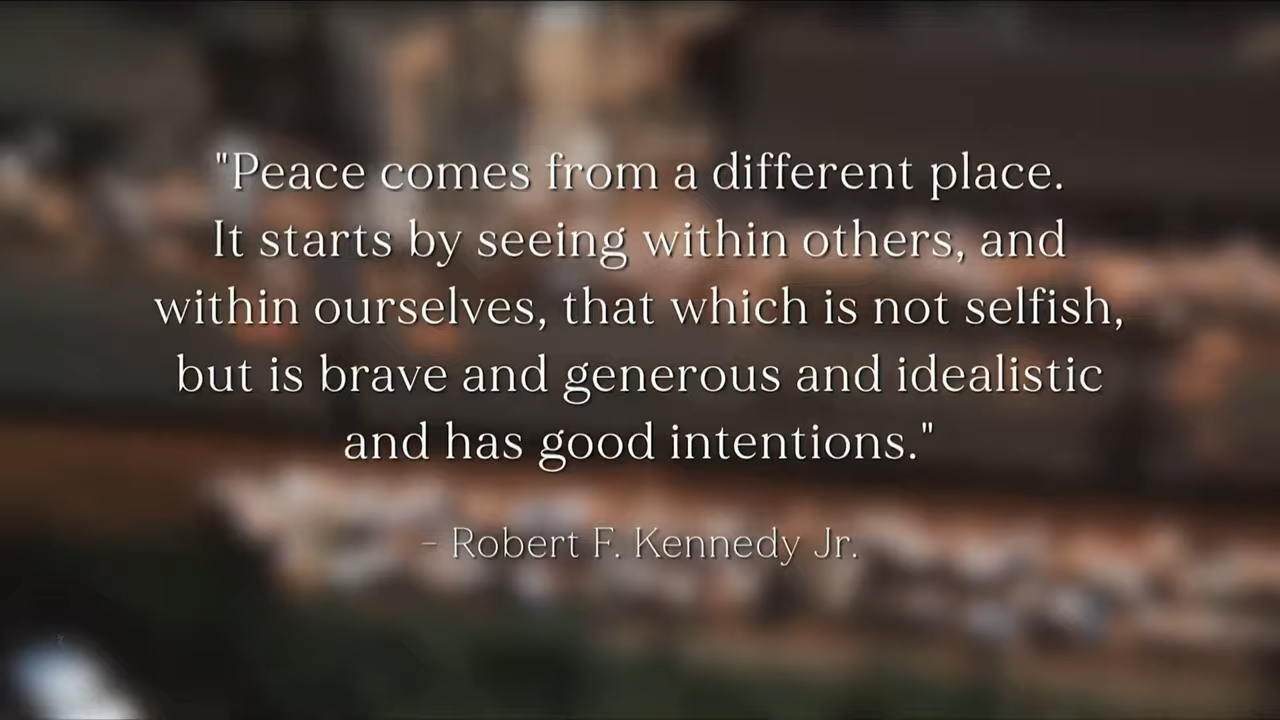 "Peace comes from a different place.
It starts by seeing within others, and
within ourselves, that which is not selfish,
but is brave and generous and idealistic
and has good intentions."
- Robert F. Kennedy Jr.